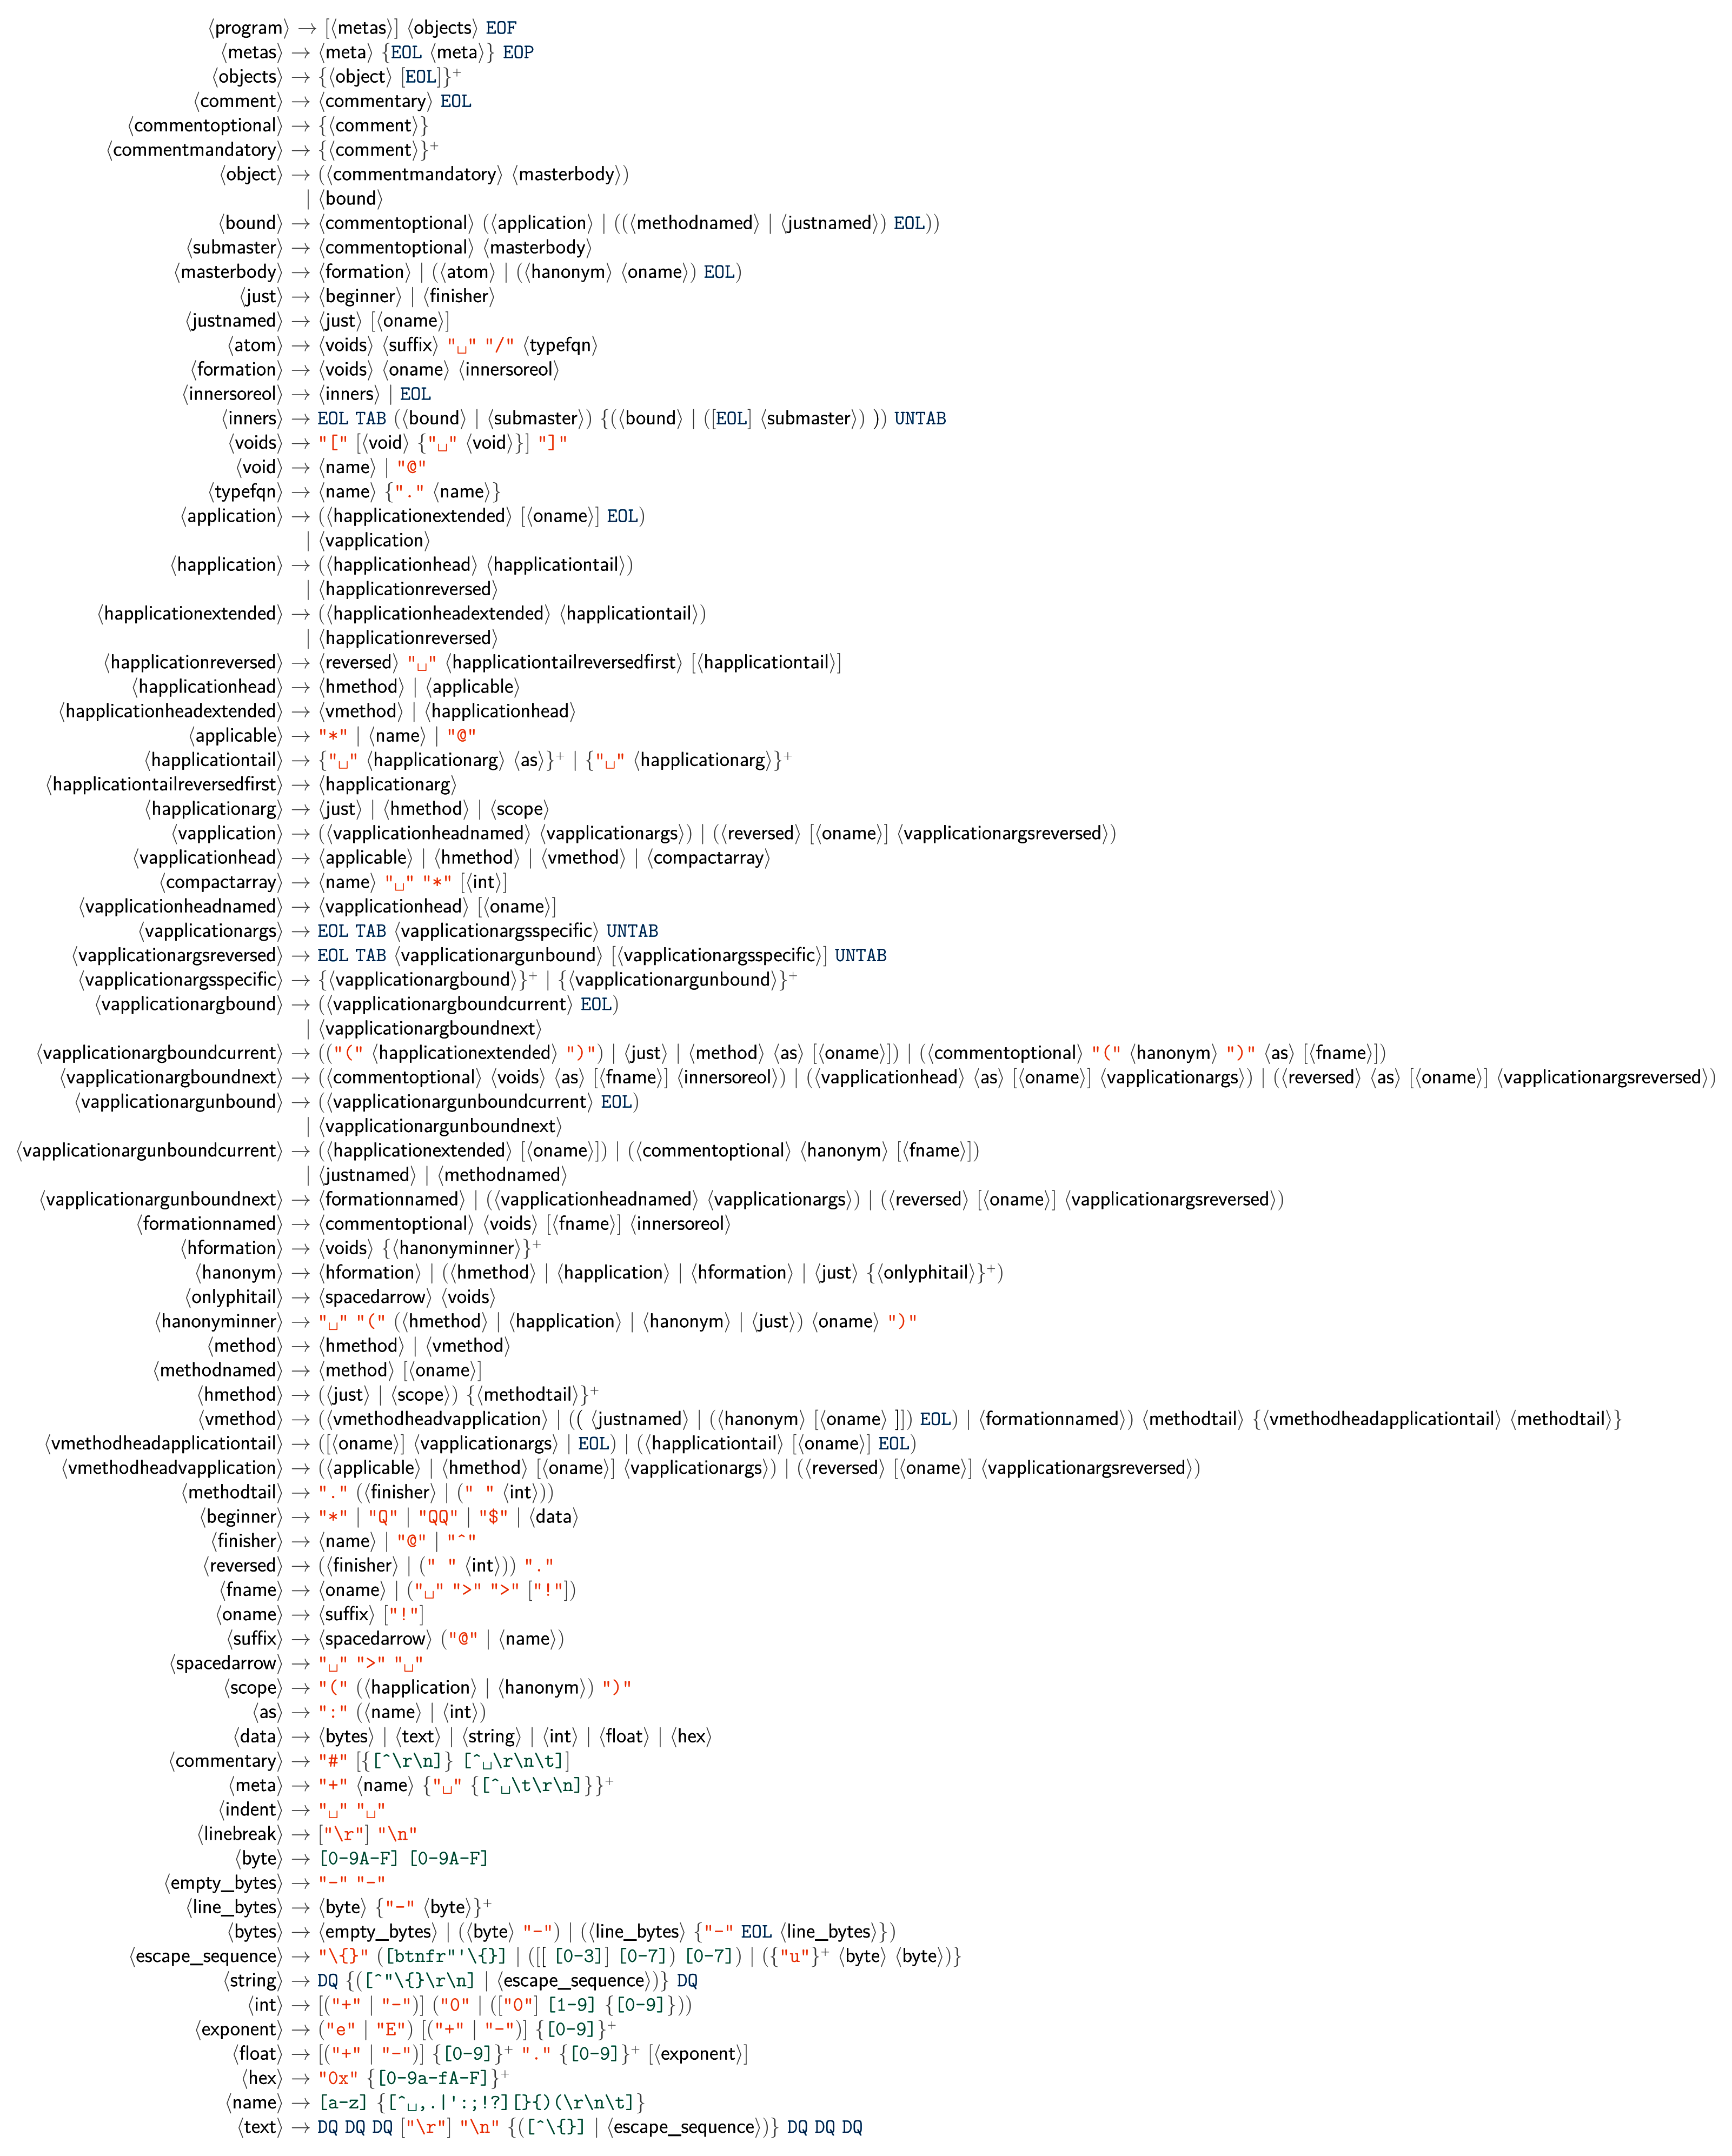 ⟨program⟩ → [⟨metas⟩] ⟨objects⟩ EOF
⟨metas⟩ → ⟨meta⟩ {EOL ⟨meta⟩} EOP
⟨objects⟩ → {⟨object⟩ [EOL]}⁺
⟨comment⟩ → ⟨commentary⟩ EOL
⟨commentoptional⟩ → {⟨comment⟩}
⟨commentmandatory⟩ → {⟨comment⟩}⁺
⟨object⟩ → (⟨commentmandatory⟩ ⟨masterbody⟩)
| ⟨bound⟩
⟨bound⟩ → ⟨commentoptional⟩ (⟨application⟩ | ((⟨methodnamed⟩ | ⟨justnamed⟩) EOL))
⟨submaster⟩ → ⟨commentoptional⟩ ⟨masterbody⟩
⟨masterbody⟩ → ⟨formation⟩ | (⟨atom⟩ | (⟨hanonym⟩ ⟨oname⟩) EOL)
⟨just⟩ → ⟨beginner⟩ | ⟨finisher⟩
⟨justnamed⟩ → ⟨just⟩ [⟨oname⟩]
⟨atom⟩ → ⟨voids⟩ ⟨suffix⟩ "␣" "/" ⟨typefqn⟩
⟨formation⟩ → ⟨voids⟩ ⟨oname⟩ ⟨innersoreol⟩
⟨innersoreol⟩ → ⟨inners⟩ | EOL
⟨inners⟩ → EOL TAB (⟨bound⟩ | ⟨submaster⟩) {(⟨bound⟩ | ([EOL] ⟨submaster⟩) )} UNTAB
⟨voids⟩ → "[" [⟨void⟩ {"␣" ⟨void⟩}] "]"
⟨void⟩ → ⟨name⟩ | "@"
⟨typefqn⟩ → ⟨name⟩ {"." ⟨name⟩}
⟨application⟩ → (⟨happlicationextended⟩ [⟨oname⟩] EOL)
| ⟨vapplication⟩
⟨happlication⟩ → (⟨happlicationhead⟩ ⟨happlicationtail⟩)
| ⟨happlicationreversed⟩
⟨happlicationextended⟩ → (⟨happlicationheadextended⟩ ⟨happlicationtail⟩)
| ⟨happlicationreversed⟩
⟨happlicationreversed⟩ → ⟨reversed⟩ "␣" ⟨happlicationtailreversedfirst⟩ [⟨happlicationtail⟩]
⟨happlicationhead⟩ → ⟨hmethod⟩ | ⟨applicable⟩
⟨happlicationheadextended⟩ → ⟨vmethod⟩ | ⟨happlicationhead⟩
⟨applicable⟩ → "*" | ⟨name⟩ | "@"
⟨happlicationtail⟩ → {"␣" ⟨happlicationarg⟩ ⟨as⟩}⁺ | {"␣" ⟨happlicationarg⟩}⁺
⟨happlicationtailreversedfirst⟩ → ⟨happlicationarg⟩
⟨happlicationarg⟩ → ⟨just⟩ | ⟨hmethod⟩ | ⟨scope⟩
⟨vapplication⟩ → (⟨vapplicationheadnamed⟩ ⟨vapplicationargs⟩) | (⟨reversed⟩ [⟨oname⟩] ⟨vapplicationargsreversed⟩)
⟨vapplicationhead⟩ → ⟨applicable⟩ | ⟨hmethod⟩ | ⟨vmethod⟩ | ⟨compactarray⟩
⟨compactarray⟩ → ⟨name⟩ "␣" "*" [⟨int⟩]
⟨vapplicationheadnamed⟩ → ⟨vapplicationhead⟩ [⟨oname⟩]
⟨vapplicationargs⟩ → EOL TAB ⟨vapplicationargsspecific⟩ UNTAB
⟨vapplicationargsreversed⟩ → EOL TAB ⟨vapplicationargunbound⟩ [⟨vapplicationargsspecific⟩] UNTAB
⟨vapplicationargsspecific⟩ → {⟨vapplicationargbound⟩}⁺ | {⟨vapplicationargunbound⟩}⁺
⟨vapplicationargbound⟩ → (⟨vapplicationargboundcurrent⟩ EOL)
| ⟨vapplicationargboundnext⟩
⟨vapplicationargboundcurrent⟩ → (("(" ⟨happlicationextended⟩ ")") | ⟨just⟩ | ⟨method⟩ ⟨as⟩ [⟨oname⟩]) | (⟨commentoptional⟩ "(" ⟨hanonym⟩ ")" ⟨as⟩ [⟨fname⟩])
⟨vapplicationargboundnext⟩ → (⟨commentoptional⟩ ⟨voids⟩ ⟨as⟩ [⟨fname⟩] ⟨innersoreol⟩) | (⟨vapplicationhead⟩ ⟨as⟩ [⟨oname⟩] ⟨vapplicationargs⟩) | (⟨reversed⟩ ⟨as⟩ [⟨oname⟩] ⟨vapplicationargsreversed⟩)
⟨vapplicationargunbound⟩ → (⟨vapplicationargunboundcurrent⟩ EOL)
| ⟨vapplicationargunboundnext⟩
⟨vapplicationargunboundcurrent⟩ → (⟨happlicationextended⟩ [⟨oname⟩]) | (⟨commentoptional⟩ ⟨hanonym⟩ [⟨fname⟩])
| ⟨justnamed⟩ | ⟨methodnamed⟩
⟨vapplicationargunboundnext⟩ → ⟨formationnamed⟩ | (⟨vapplicationheadnamed⟩ ⟨vapplicationargs⟩) | (⟨reversed⟩ [⟨oname⟩] ⟨vapplicationargsreversed⟩)
⟨formationnamed⟩ → ⟨commentoptional⟩ ⟨voids⟩ [⟨fname⟩] ⟨innersoreol⟩
⟨hformation⟩ → ⟨voids⟩ {⟨hanonyminner⟩}⁺
⟨hanonym⟩ → ⟨hformation⟩ | (⟨hmethod⟩ | ⟨happlication⟩ | ⟨hformation⟩ | ⟨just⟩ {⟨onlyphitail⟩}⁺)
⟨onlyphitail⟩ → ⟨spacedarrow⟩ ⟨voids⟩
⟨hanonyminner⟩ → "␣" "(" (⟨hmethod⟩ | ⟨happlication⟩ | ⟨hanonym⟩ | ⟨just⟩) ⟨oname⟩ ")"
⟨method⟩ → ⟨hmethod⟩ | ⟨vmethod⟩
⟨methodnamed⟩ → ⟨method⟩ [⟨oname⟩]
⟨hmethod⟩ → (⟨just⟩ | ⟨scope⟩) {⟨methodtail⟩}⁺
⟨vmethod⟩ → (⟨vmethodheadvapplication⟩ | (( ⟨justnamed⟩ | (⟨hanonym⟩ [⟨oname⟩ ]]) EOL) | ⟨formationnamed⟩) ⟨methodtail⟩ {⟨vmethodheadapplicationtail⟩ ⟨methodtail⟩}
⟨vmethodheadapplicationtail⟩ → ([⟨oname⟩] ⟨vapplicationargs⟩ | EOL) | (⟨happlicationtail⟩ [⟨oname⟩] EOL)
⟨vmethodheadvapplication⟩ → (⟨applicable⟩ | ⟨hmethod⟩ [⟨oname⟩] ⟨vapplicationargs⟩) | (⟨reversed⟩ [⟨oname⟩] ⟨vapplicationargsreversed⟩)
⟨methodtail⟩ → "." (⟨finisher⟩ | (" " ⟨int⟩))
⟨beginner⟩ → "*" | "Q" | "QQ" | "$" | ⟨data⟩
⟨finisher⟩ → ⟨name⟩ | "@" | "^"
⟨reversed⟩ → (⟨finisher⟩ | (" " ⟨int⟩)) "."
⟨fname⟩ → ⟨oname⟩ | ("␣" ">" ">" ["!"])
⟨oname⟩ → ⟨suffix⟩ ["!"]
⟨suffix⟩ → ⟨spacedarrow⟩ ("@" | ⟨name⟩)
⟨spacedarrow⟩ → "␣" ">" "␣"
⟨scope⟩ → "(" (⟨happlication⟩ | ⟨hanonym⟩) ")"
⟨as⟩ → ":" (⟨name⟩ | ⟨int⟩)
⟨data⟩ → ⟨bytes⟩ | ⟨text⟩ | ⟨string⟩ | ⟨int⟩ | ⟨float⟩ | ⟨hex⟩
⟨commentary⟩ → "#" [{[^\r\n]} [^␣\r\n\t]]
⟨meta⟩ → "+" ⟨name⟩ {"␣" {[^␣\t\r\n]}}⁺
⟨indent⟩ → "␣" "␣"
⟨linebreak⟩ → ["\r"] "\n"
⟨byte⟩ → [0-9A-F] [0-9A-F]
⟨empty_bytes⟩ → "-" "-"
⟨line_bytes⟩ → ⟨byte⟩ {"-" ⟨byte⟩}⁺
⟨bytes⟩ → ⟨empty_bytes⟩ | (⟨byte⟩ "-") | (⟨line_bytes⟩ {"-" EOL ⟨line_bytes⟩})
⟨escape_sequence⟩ → "\{}" ([btnfr"'\{}] | ([[ [0-3]] [0-7]) [0-7]) | ({"u"}⁺ ⟨byte⟩ ⟨byte⟩)}
⟨string⟩ → DQ {([^"\{}\r\n] | ⟨escape_sequence⟩)} DQ
⟨int⟩ → [("+" | "-")] ("0" | (["0"] [1-9] {[0-9]}))
⟨exponent⟩ → ("e" | "E") [("+" | "-")] {[0-9]}⁺
⟨float⟩ → [("+" | "-")] {[0-9]}⁺ "." {[0-9]}⁺ [⟨exponent⟩]
⟨hex⟩ → "0x" {[0-9a-fA-F]}⁺
⟨name⟩ → [a-z] {[^␣,.|':;!?][}{)(\r\n\t]}
⟨text⟩ → DQ DQ DQ ["\r"] "\n" {([^\{}] | ⟨escape_sequence⟩)} DQ DQ DQ